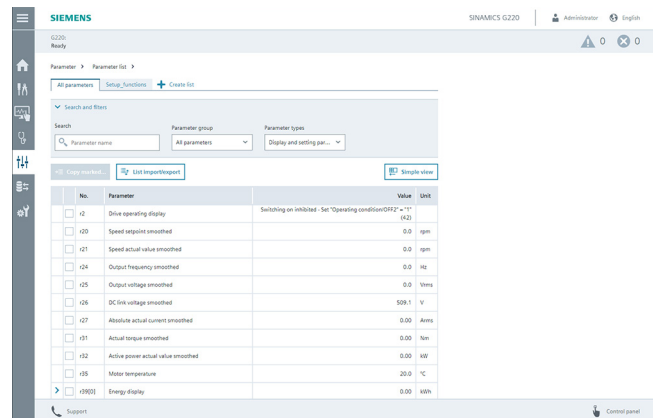 SIEMENS
SINAMICS G220
Administrator
English
G220:
Ready
0
0
Parameter > Parameter list >
All parameters
Setup_functions
Create list
Search and filters
Search
Parameter group
Parameter types
Parameter name
All parameters
Display and setting par...
Copy marked...
List import/export
Simple view
No. Parameter Value Unit
r2 Drive operating display Switching on inhibited - Set "Operating condition/OFF2" = "1"
(42)
r20 Speed setpoint smoothed 0.0 rpm
r21 Speed actual value smoothed 0.0 rpm
r24 Output frequency smoothed 0.0 Hz
r25 Output voltage smoothed 0.0 Vrms
r26 DC link voltage smoothed 509.1 V
r27 Absolute actual current smoothed 0.00 Arms
r31 Actual torque smoothed 0.00 Nm
r32 Active power actual value smoothed 0.00 kW
r35 Motor temperature 20.0 °C
r39[0] Energy display 0.00 kWh
Support
Control panel